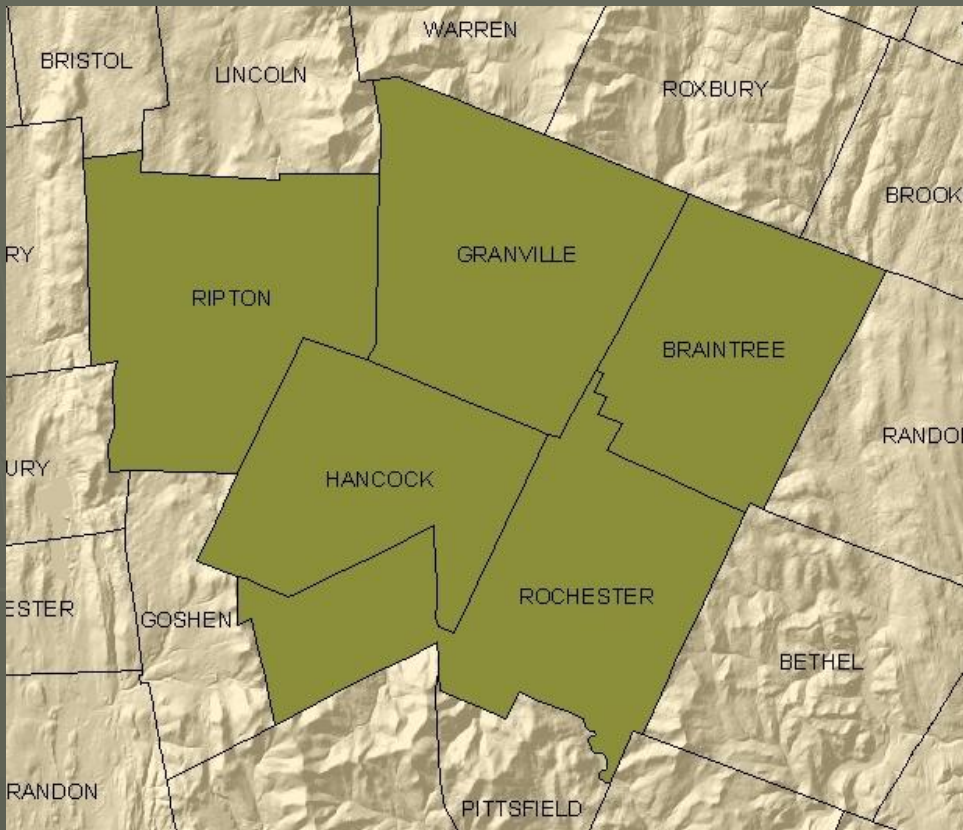 WARREN
BRISTOL
LINCOLN
ROXBURY
BROOK
RY
GRANVILLE
RIPTON
BRAINTREE
RANDO
URY
HANCOCK
ROCHESTER
ESTER
GOSHEN
BETHEL
RANDON
PITTSFIELD